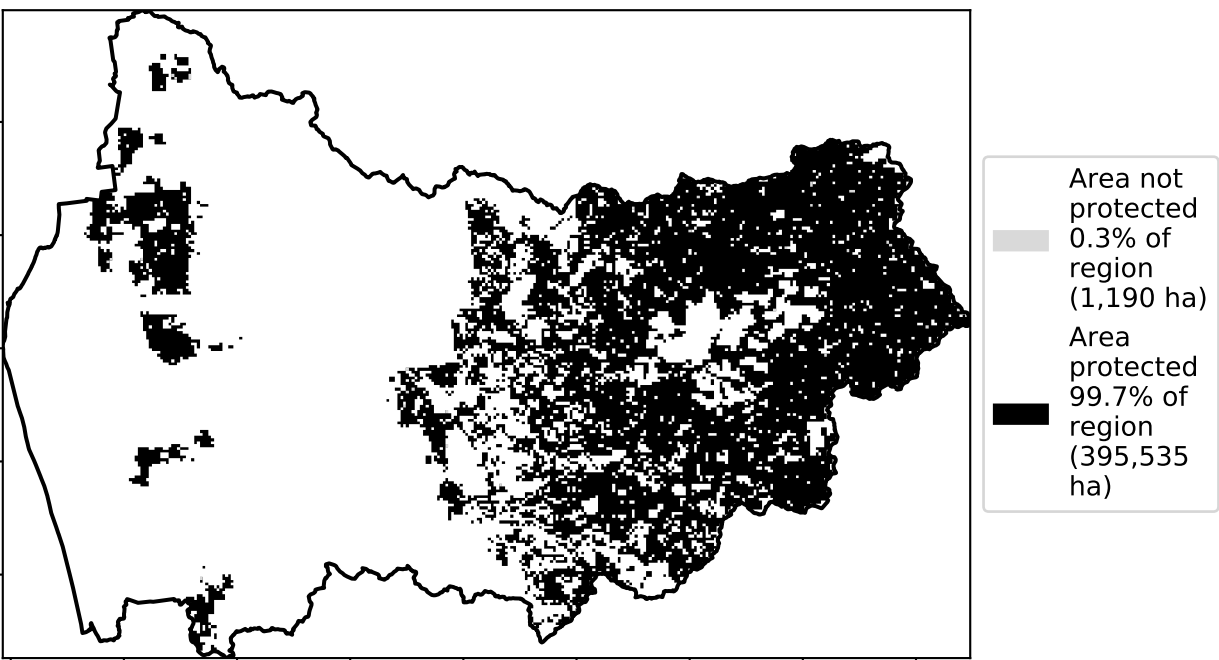 Area not
protected
0.3% of
region
(1,190 ha)
Area
protected
99.7% of
region
(395,535
ha)